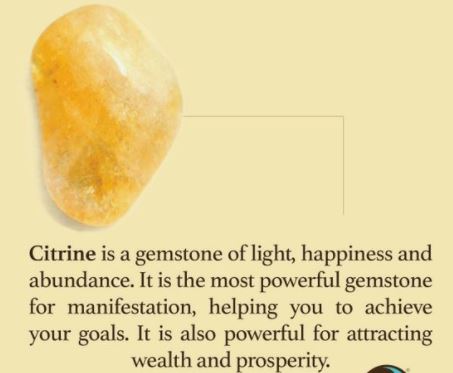 Citrine is a gemstone of light, happiness and
abundance. It is the most powerful gemstone
for manifestation, helping you to achieve
your goals. It is also powerful for attracting
wealth and prosperity.